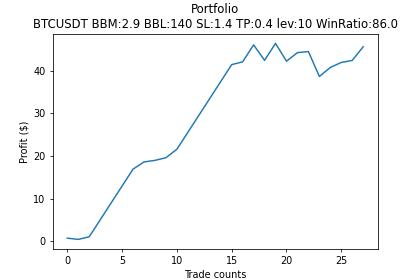 Portfolio
BTCUSDT BBM:2.9 BBL:140 SL:1.4 TP:0.4 lev:10 WinRatio:86.0
40
30
20
10
0
Profit ($)
0 5 10 15 20 25
Trade counts